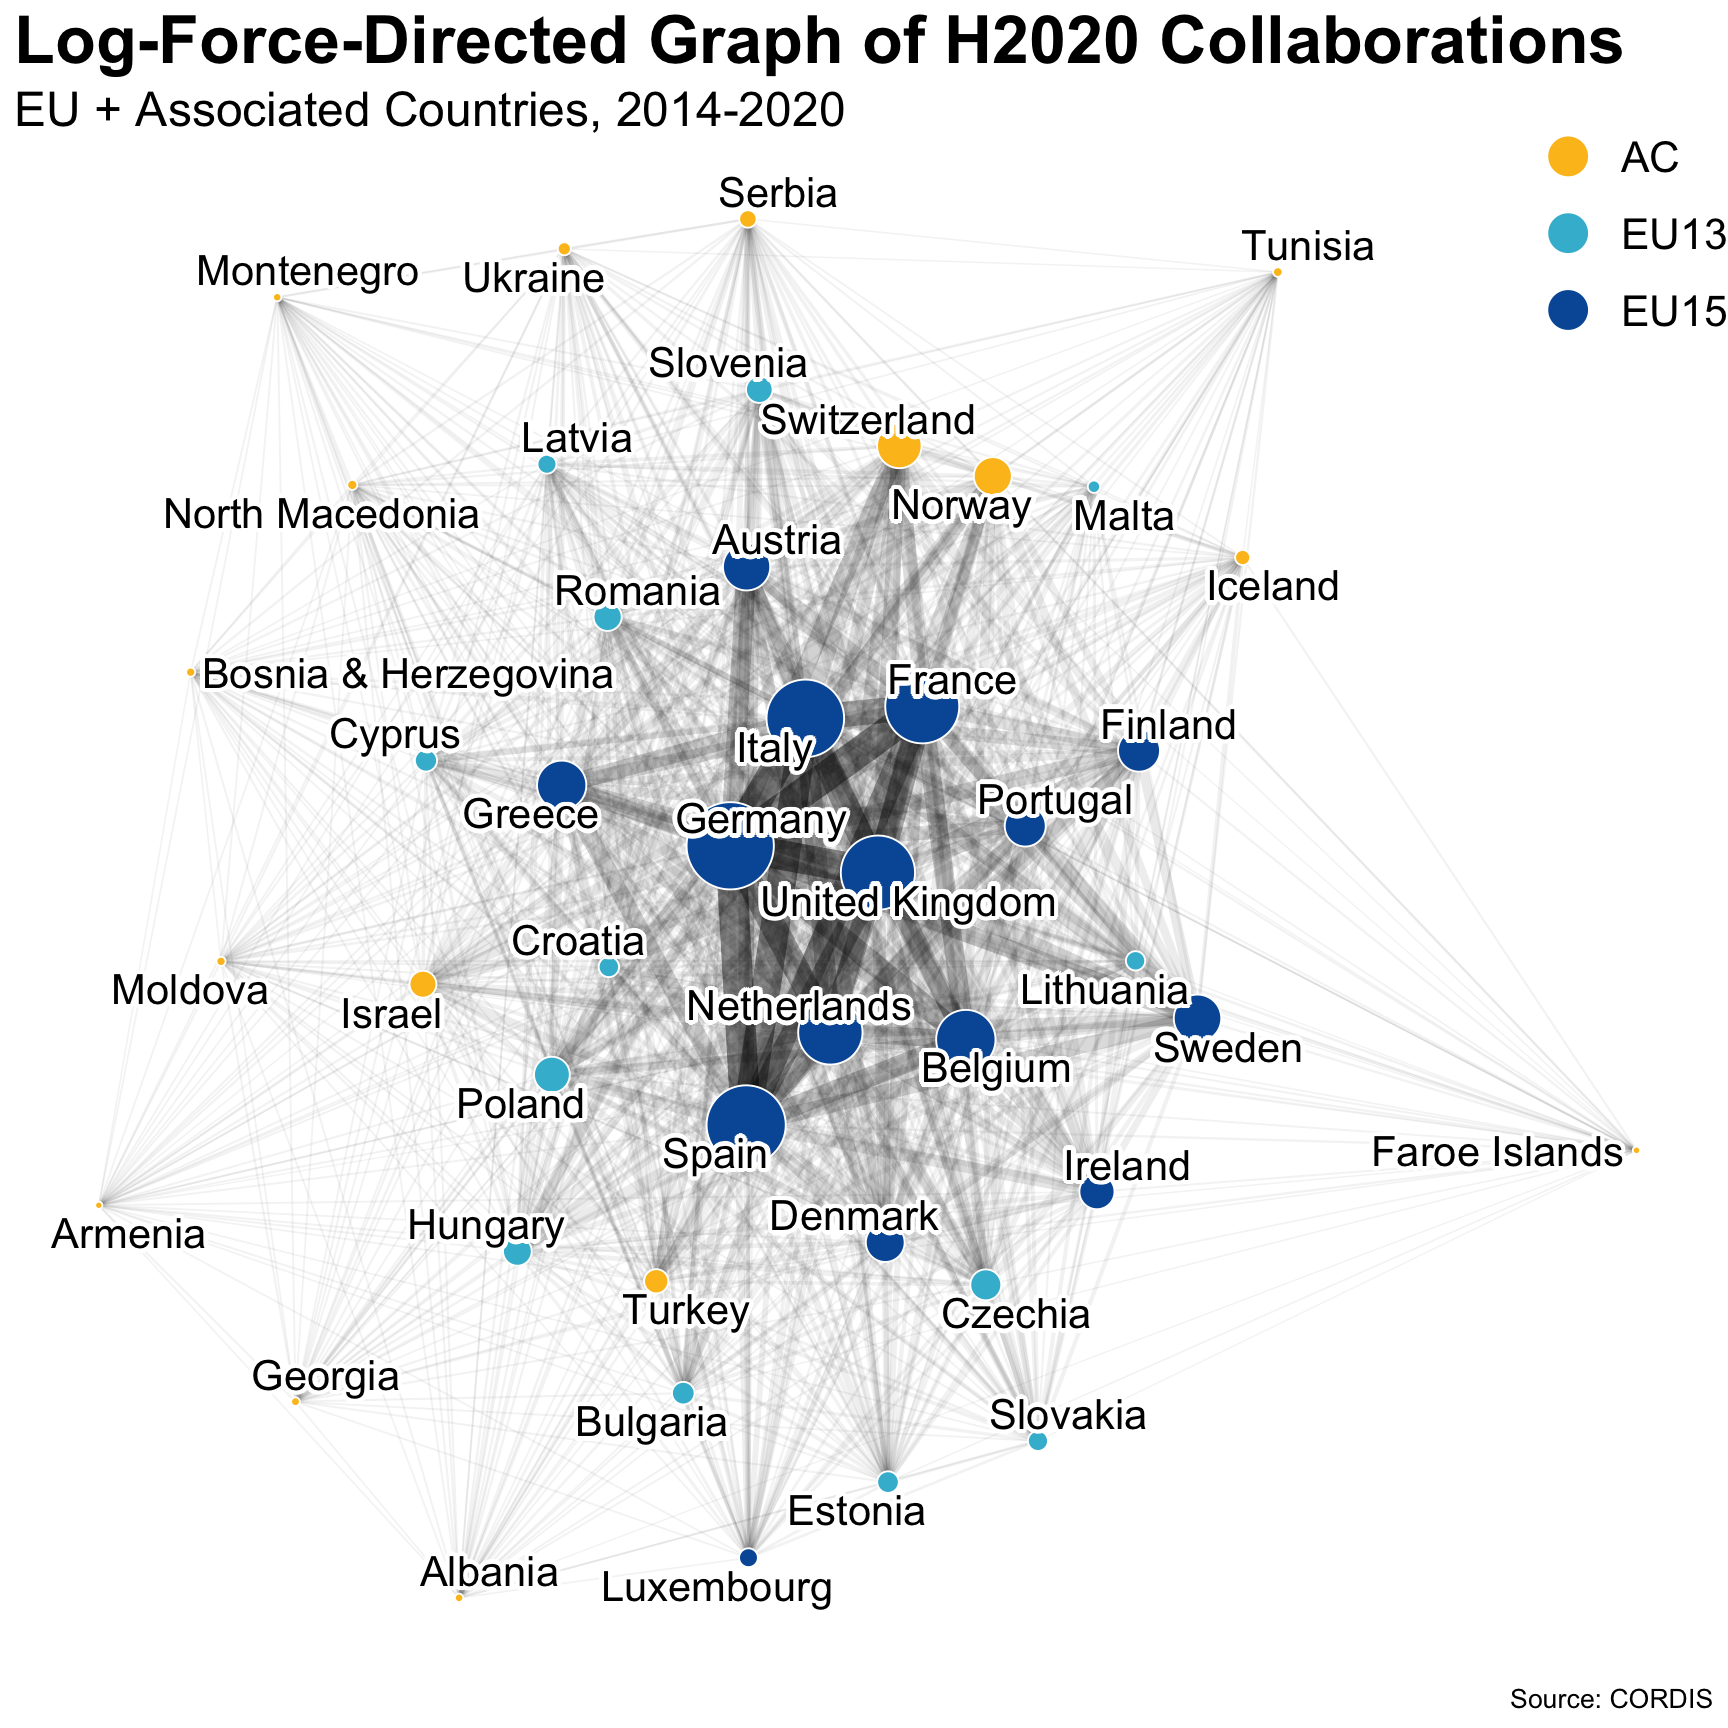 Log-Force-Directed Graph of H2020 Collaborations
EU + Associated Countries, 2014-2020
AC
EU13
EU15
Serbia
Tunisia
Montenegro
Ukraine
Slovenia
Switzerland
Latvia
Norway
Malta
North Macedonia
Austria
Romania
Iceland
Bosnia & Herzegovina
France
Cyprus
Italy
Finland
Greece
Germany
Portugal
United Kingdom
Croatia
Moldova
Israel
Netherlands
Lithuania
Sweden
Belgium
Poland
Spain
Ireland
Faroe Islands
Armenia
Hungary
Denmark
Turkey
Czechia
Georgia
Bulgaria
Slovakia
Estonia
Albania
Luxembourg
Source: CORDIS